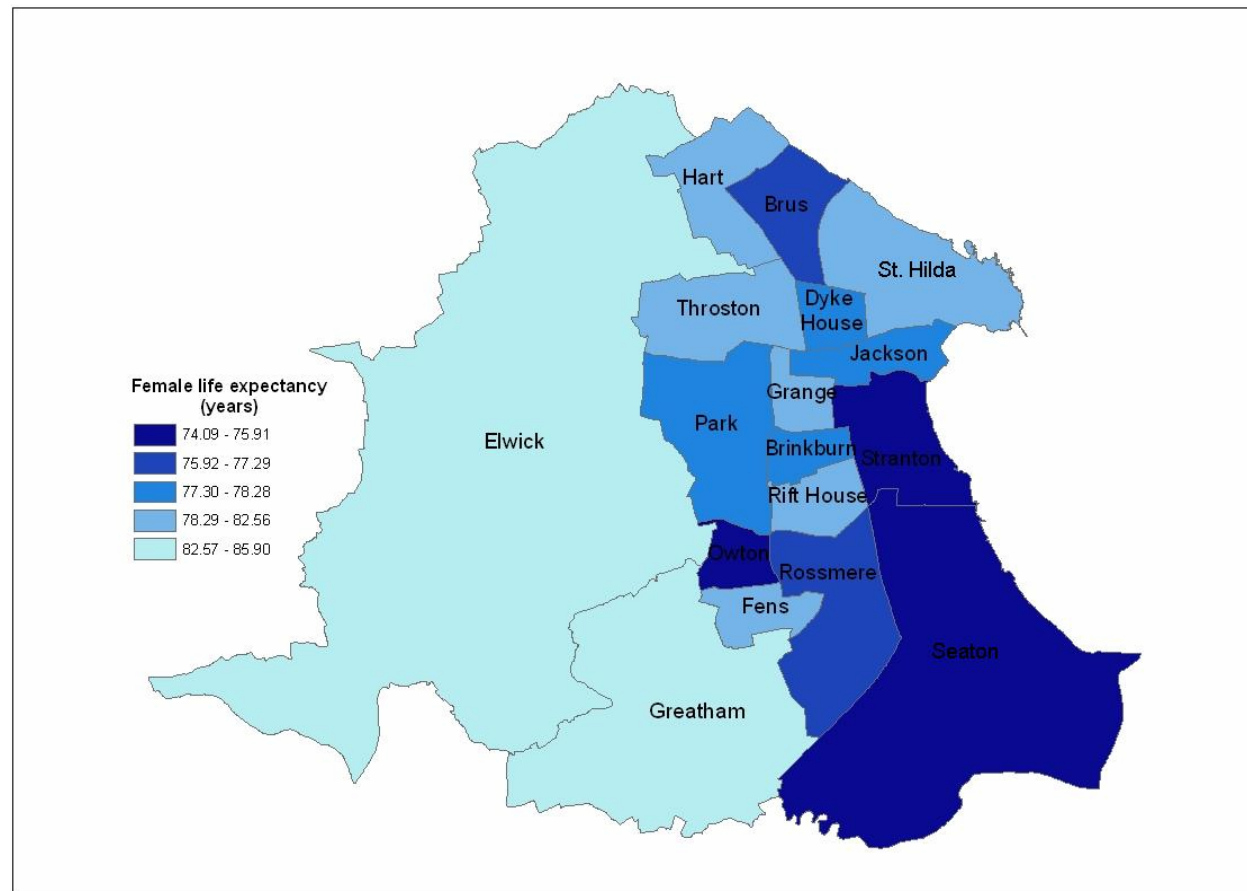 Hart
Brus
St. Hilda
Throston
Dyke
House
Jackson
Female life expectancy
(years)
74.09 - 75.91
75.92 - 77.29
77.30 - 78.28
78.29 - 82.56
82.57 - 85.90
Grange
Park
Elwick
Brinkburn
Stranton
Rift House
Owton
Rossmere
Fens
Seaton
Greatham